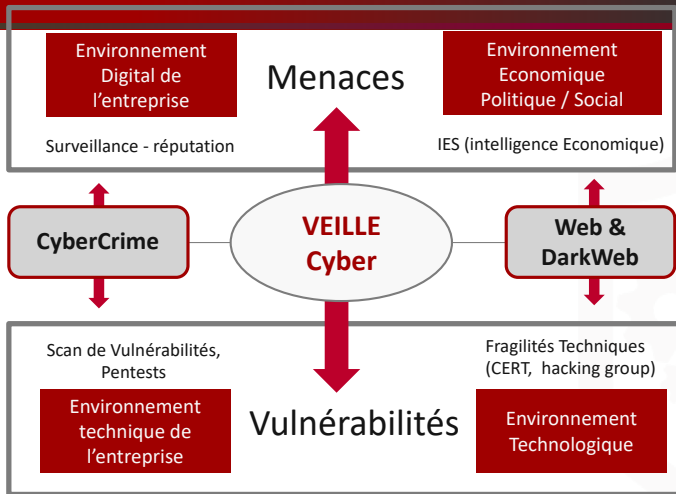 Environnement
Digital de
l’entreprise
Menaces
Environnement
Economique
Politique / Social
Surveillance - réputation
IES (intelligence Economique)
CyberCrime
VEILLE
Cyber
Web &
DarkWeb
Scan de Vulnérabilités,
Pentests
Fragilités Techniques
(CERT, hacking group)
Environnement
technique de
l’entreprise
Vulnérabilités
Environnement
Technologique